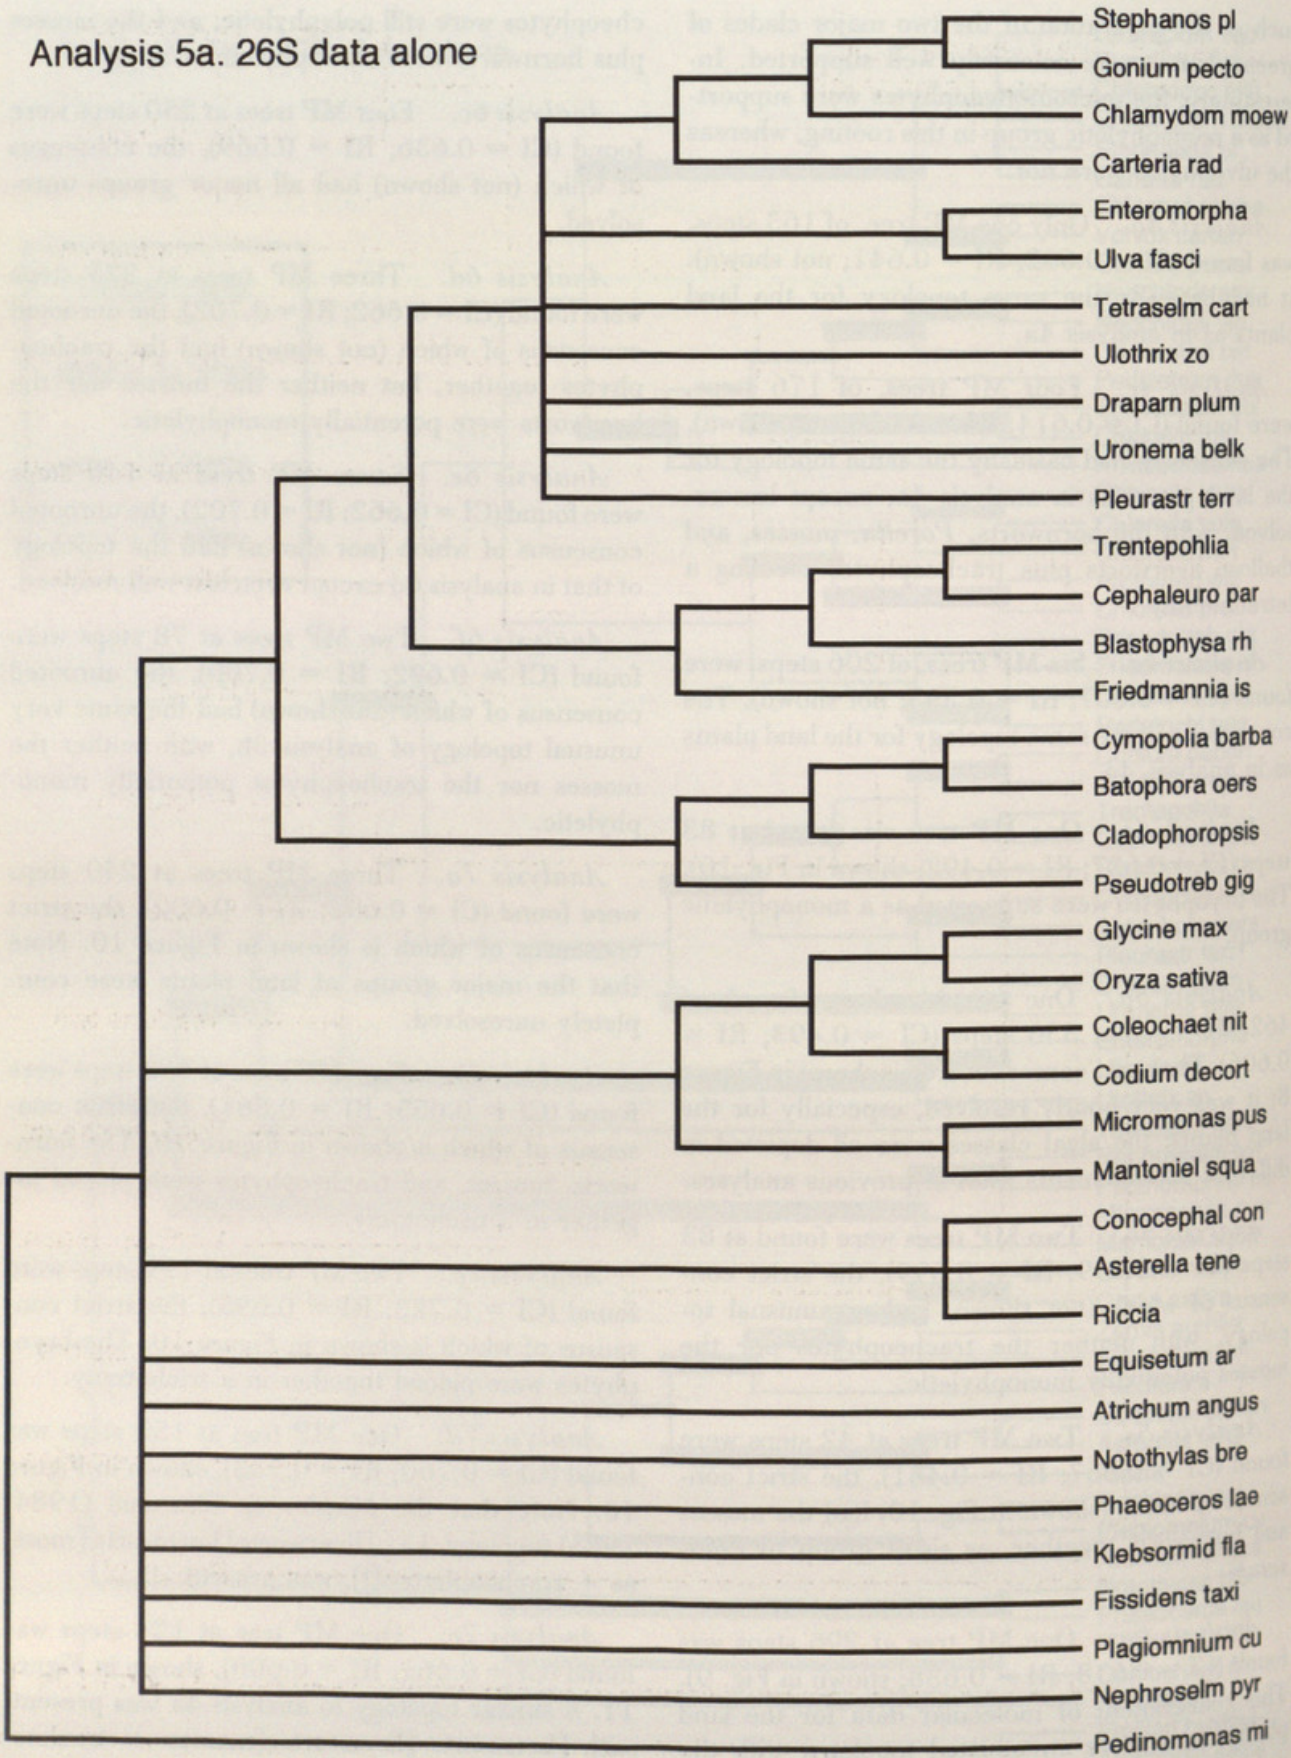 Analysis 5a. 26S data alone
Stephanos pl
Gonium pecto
Chlamydom moew
Carteria rad
Enteromorpha
Ulva fasci
Tetraselm cart
Ulothrix zo
Draparn plum
Uronema belk
Pleurastr terr
Trentepohlia
Cephaleuro par
Blastophysa rh
Friedmannia is
Cymopolia barba
Batophora oers
Cladophoropsis
Pseudotreb gig
Glycine max
Oryza sativa
Coleochaet nit
Codium decort
Micromonas pus
Mantoniel squa
Conocephal con
Asterella tene
Riccia
Equisetum ar
Atrichum angus
Notothylas bre
Phaeoceros lae
Klebsormid fla
Fissidens taxi
Plagiomnium cu
Nephroselm pyr
Pedinomonas mi